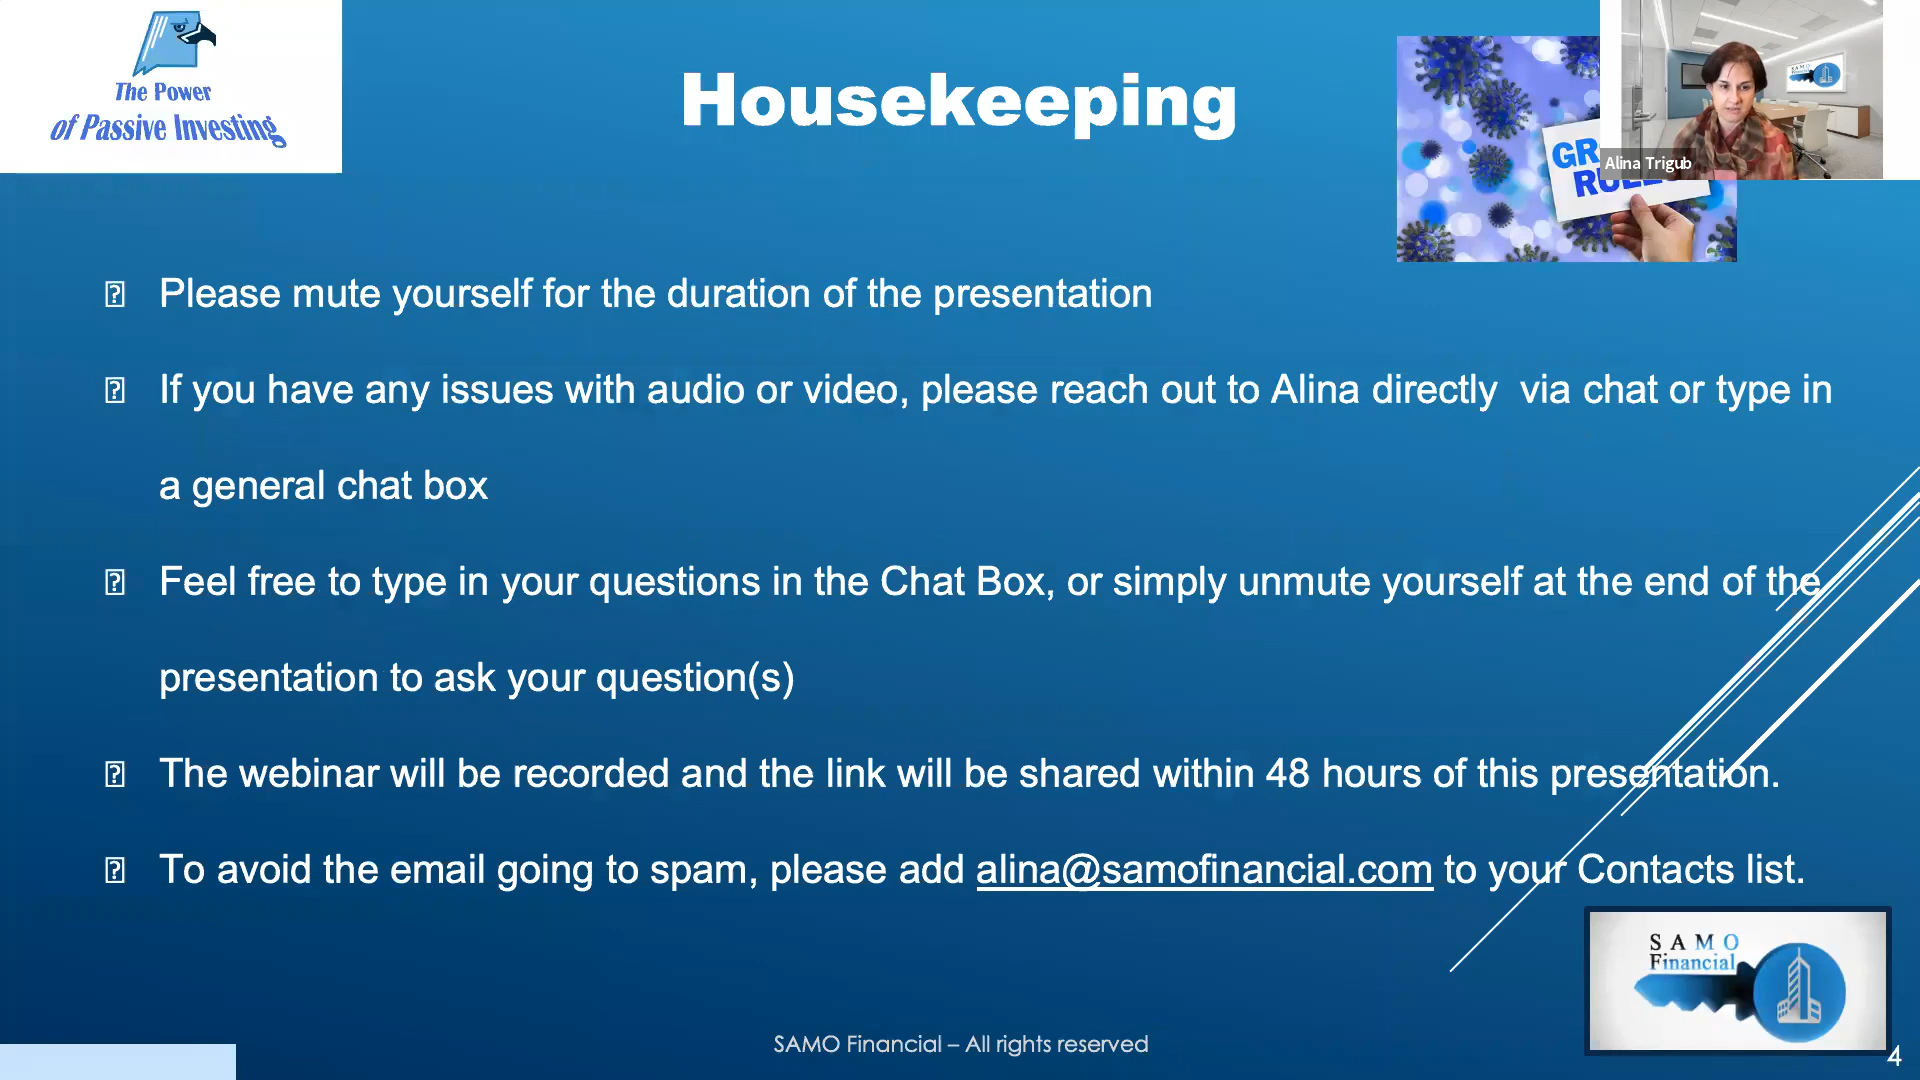 The Power
of Passive Investing
Housekeeping
GR
RULES
SAMO
Financial
Alina Trigub
Please mute yourself for the duration of the presentation
If you have any issues with audio or video, please reach out to Alina directly  via chat or type in
a general chat box
Feel free to type in your questions in the Chat Box, or simply unmute yourself at the end of the
presentation to ask your question(s)
The webinar will be recorded and the link will be shared within 48 hours of this presentation.
To avoid the email going to spam, please add alina@samofinancial.com to your Contacts list.
SAMO
Financial
SAMO Financial – All rights reserved
4